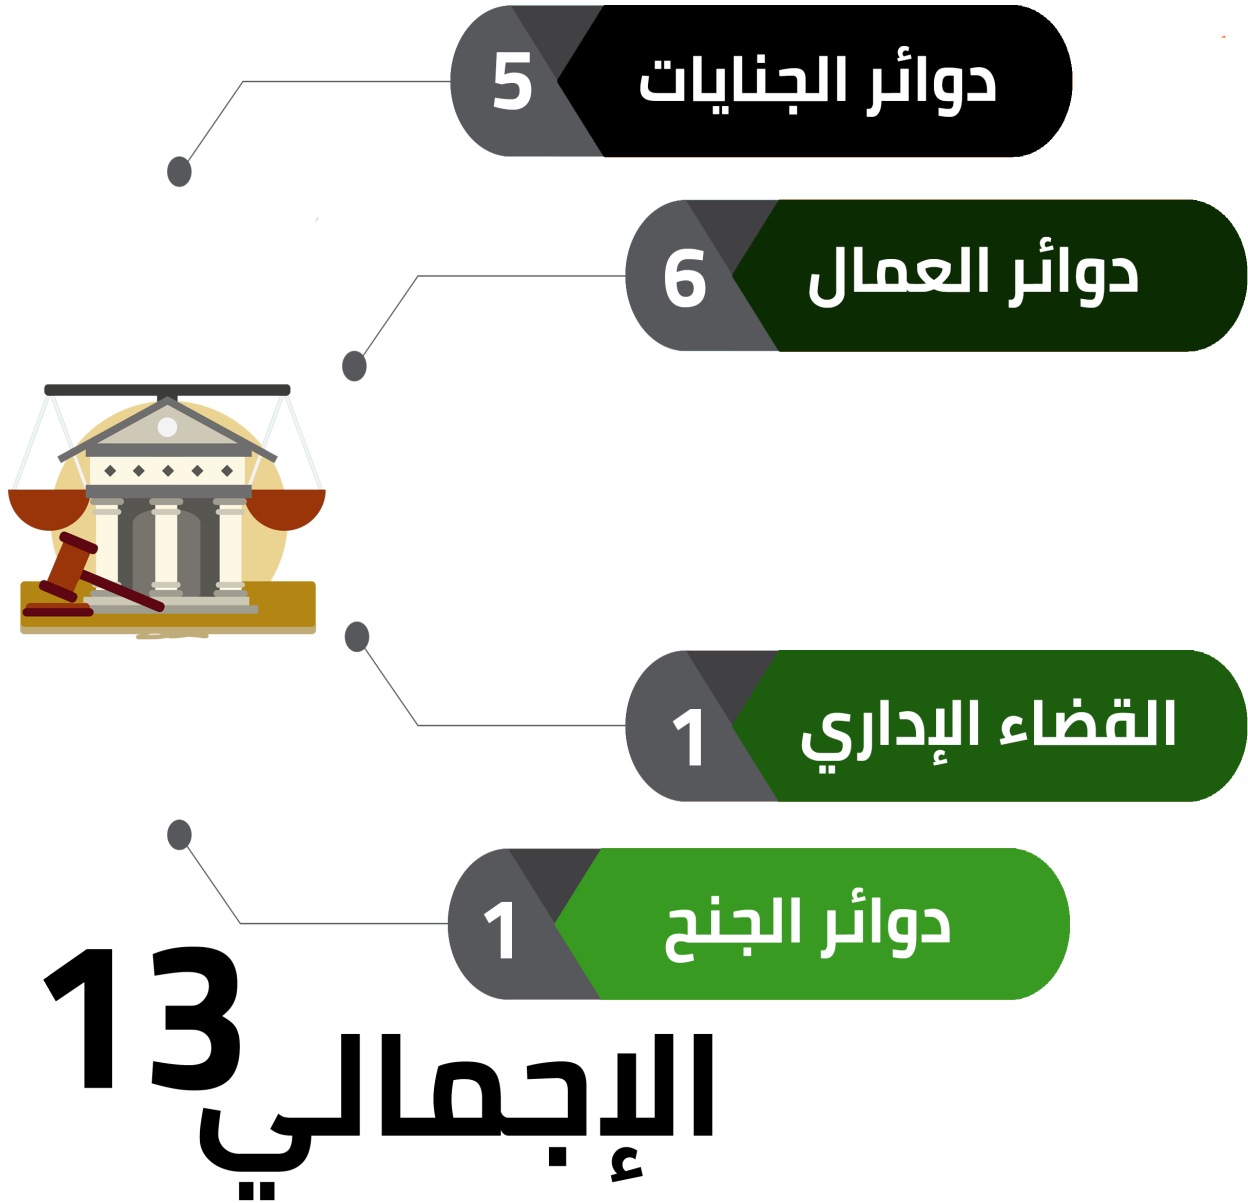 دوائر الجنايات 5
دوائر العمال 6
القضاء الإداري 1
دوائر الجنح 1
13
الإجمالي